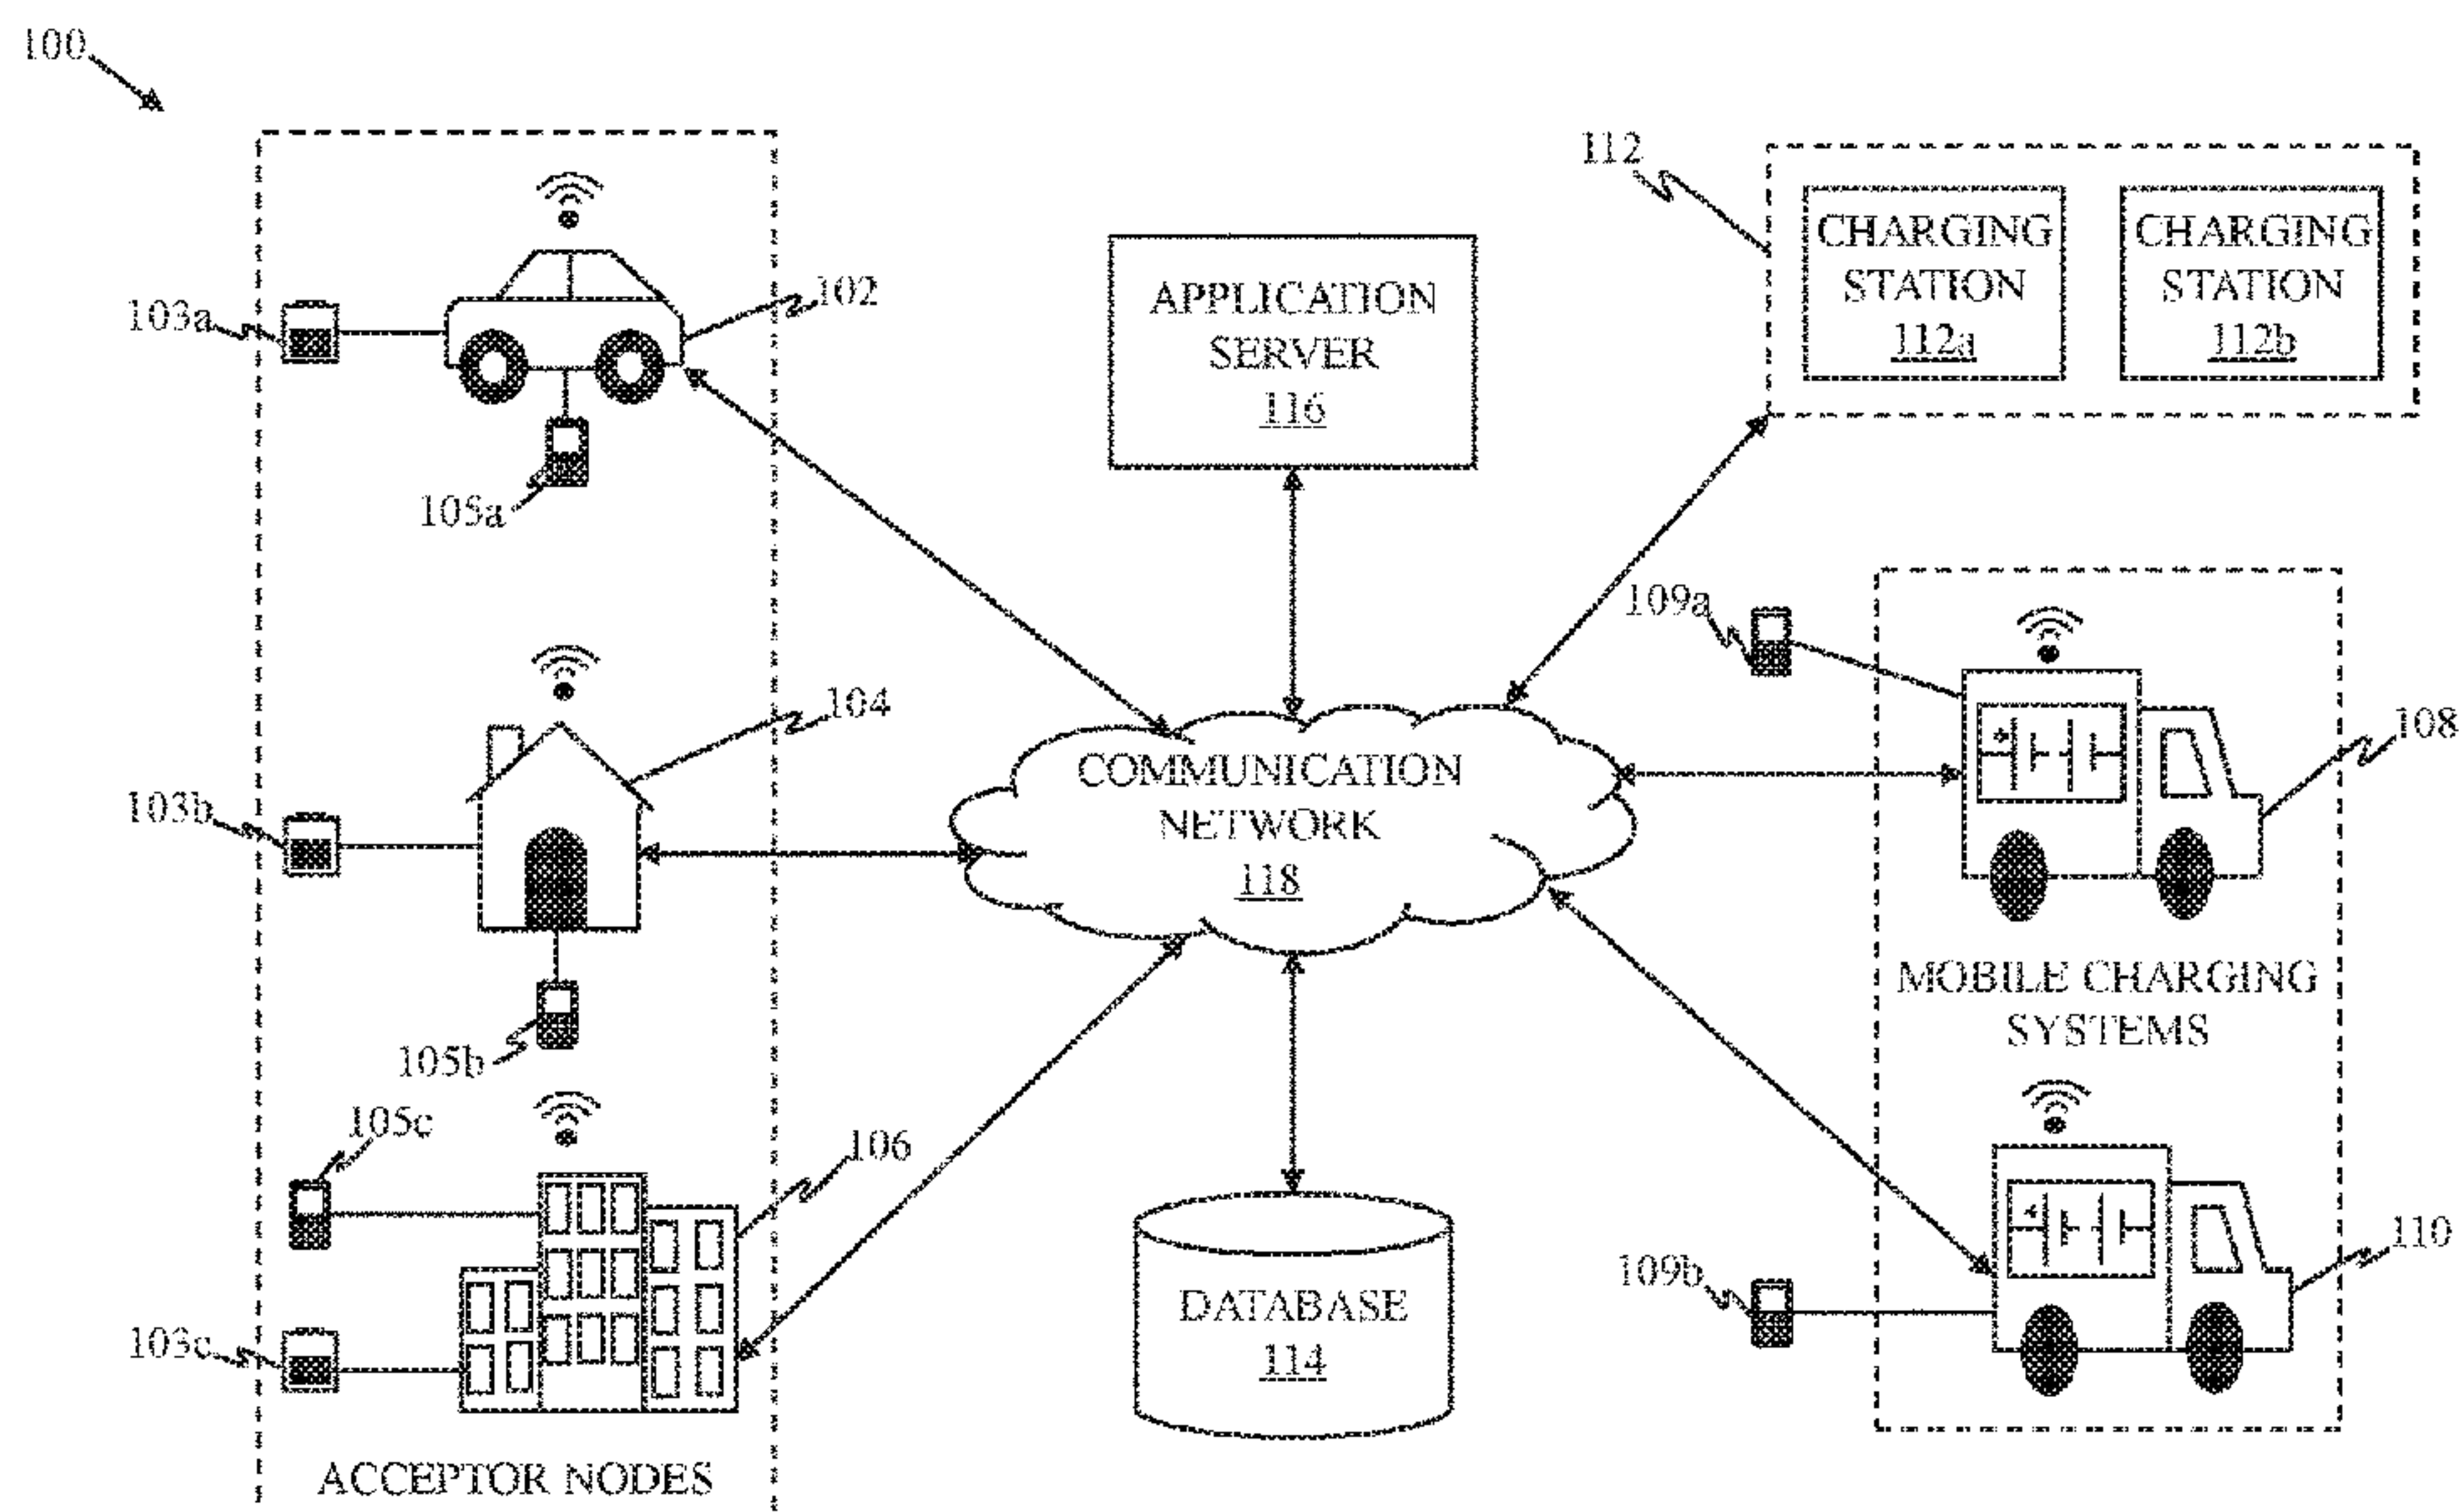 100
103a
102
105a
103b
104
105b
105c
106
103c
ACCEPTOR NODES
APPLICATION
SERVER
116
COMMUNICATION
NETWORK
118
DATABASE
114
112
CHARGING
STATION
112a
CHARGING
STATION
112b
109a
108
MOBILE CHARGING
SYSTEMS
109b
110